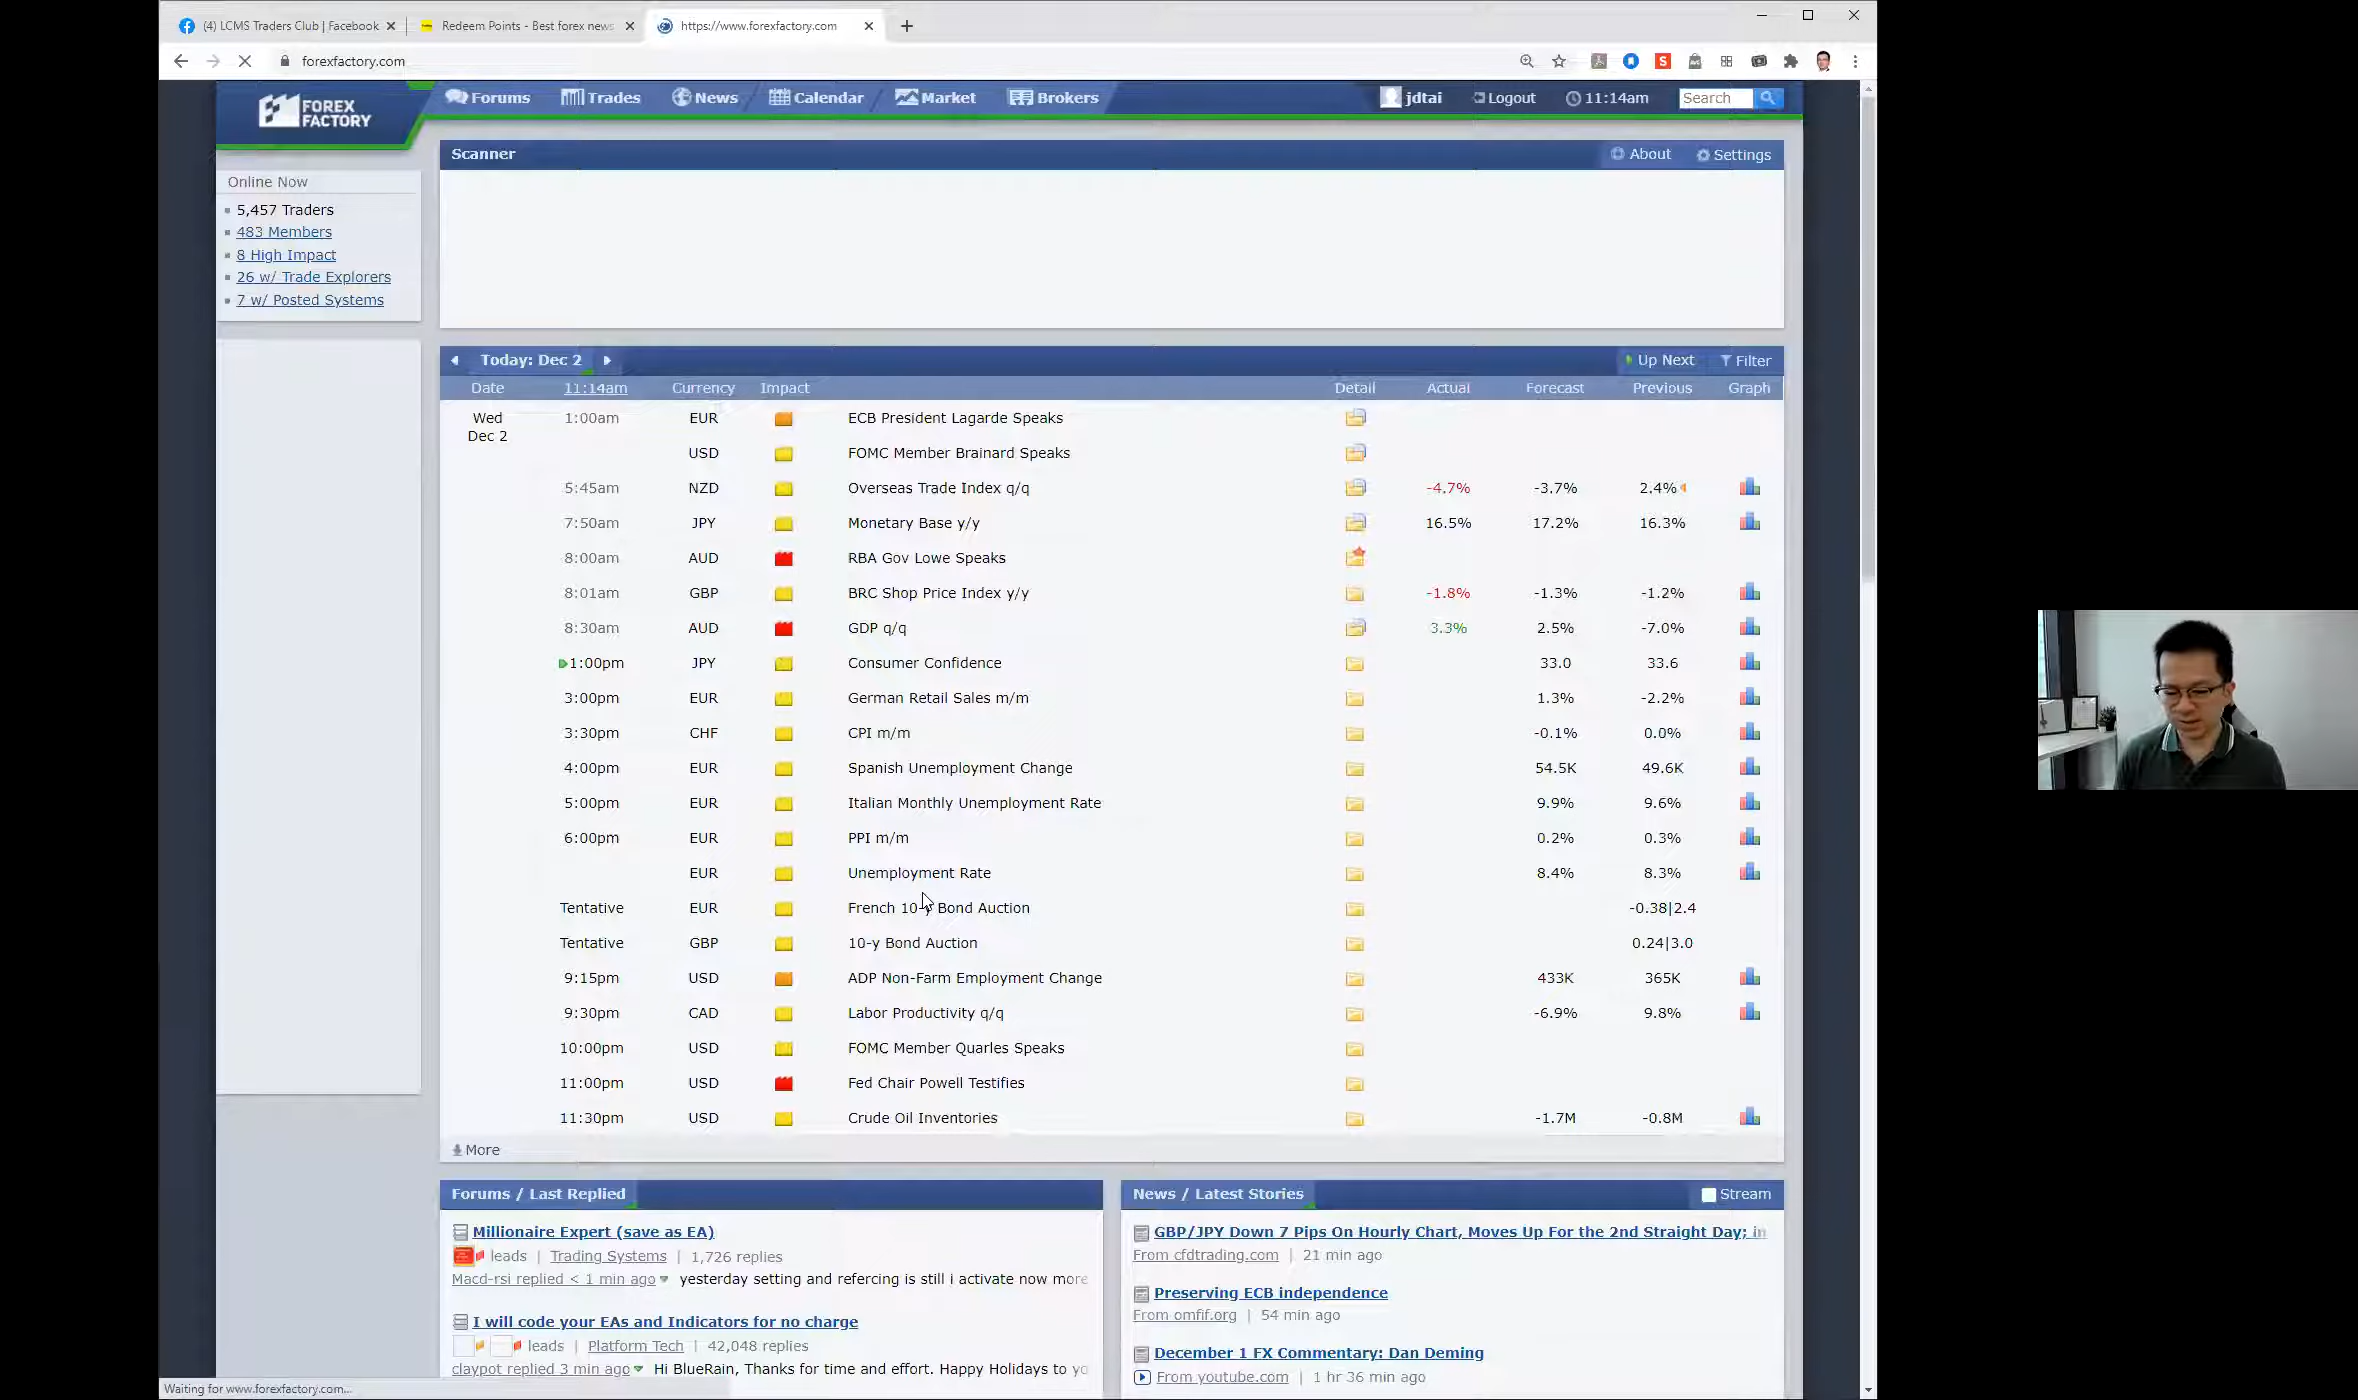 (4) LCMS Traders Club | Facebook
Redeem Points - Best forex news
https://www.forexfactory.com
forexfactory.com
FOREX
FACTORY
Forums
Trades
News
Calendar
Market
Brokers
jdtai
Logout
11:14am
Search
Online Now
5,457 Traders
483 Members
8 High Impact
26 w/ Trade Explorers
7 w/ Posted Systems
Scanner
About
Settings
Today: Dec 2
Up Next
Filter
Date 11:14am Currency Impact Detail Actual Forecast Previous Graph
Wed 1:00am EUR ECB President Lagarde Speaks
Dec 2
USD FOMC Member Brainard Speaks
5:45am NZD Overseas Trade Index q/q -4.7% -3.7% 2.4%
7:50am JPY Monetary Base y/y 16.5% 17.2% 16.3%
8:00am AUD RBA Gov Lowe Speaks
8:01am GBP BRC Shop Price Index y/y -1.8% -1.3% -1.2%
8:30am AUD GDP q/q 3.3% 2.5% -7.0%
1:00pm JPY Consumer Confidence 33.0 33.6
3:00pm EUR German Retail Sales m/m 1.3% -2.2%
3:30pm CHF CPI m/m -0.1% 0.0%
4:00pm EUR Spanish Unemployment Change 54.5K 49.6K
5:00pm EUR Italian Monthly Unemployment Rate 9.9% 9.6%
6:00pm EUR PPI m/m 0.2% 0.3%
EUR Unemployment Rate 8.4% 8.3%
Tentative EUR French 10-y Bond Auction -0.38|2.4
Tentative GBP 10-y Bond Auction 0.24|3.0
9:15pm USD ADP Non-Farm Employment Change 433K 365K
9:30pm CAD Labor Productivity q/q -6.9% 9.8%
10:00pm USD FOMC Member Quarles Speaks
11:00pm USD Fed Chair Powell Testifies
11:30pm USD Crude Oil Inventories -1.7M -0.8M
More
Forums / Last Replied
Millionaire Expert (save as EA)
leads | Trading Systems | 1,726 replies
Macd-rsi replied < 1 min ago yesterday setting and refercing is still i activate now more
I will code your EAs and Indicators for no charge
leads | Platform Tech | 42,048 replies
claypot replied 3 min ago Hi BlueRain, Thanks for time and effort. Happy Holidays to yo
News / Latest Stories
Stream
GBP/JPY Down 7 Pips On Hourly Chart, Moves Up For the 2nd Straight Day; in
From cfdtrading.com | 21 min ago
Preserving ECB independence
From omfif.org | 54 min ago
December 1 FX Commentary: Dan Deming
From youtube.com | 1 hr 36 min ago
Waiting for www.forexfactory.com...